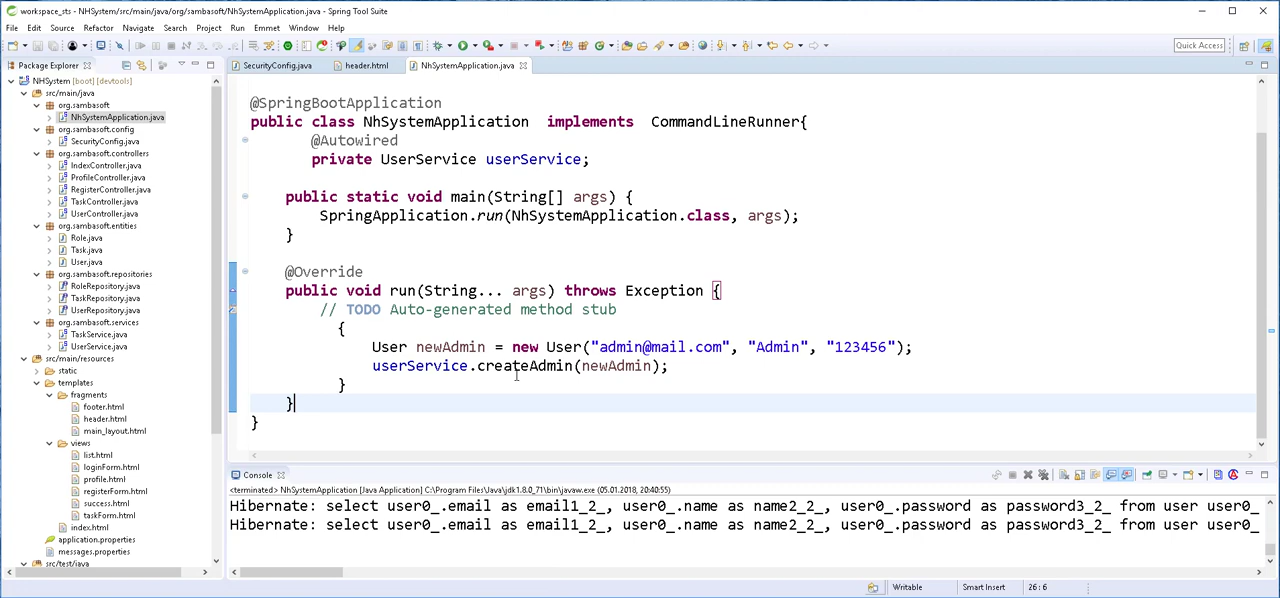 workspace_sts - NHSystem/src/main/java/org/sambasoft/NhSystemApplication.java - Spring Tool Suite
File Edit Source Refactor Navigate Search Project Run Emmet Window Help
Quick Access
Package Explorer
NHSystem [boot] [devtools]
src/main/java
org.sambasoft
NhSystemApplication.java
org.sambasoft.config
SecurityConfig.java
org.sambasoft.controllers
IndexController.java
ProfileController.java
RegisterController.java
TaskController.java
UserController.java
org.sambasoft.entities
Role.java
Task.java
User.java
org.sambasoft.repositories
RoleRepository.java
TaskRepository.java
UserRepository.java
org.sambasoft.services
TaskService.java
UserService.java
src/main/resources
static
templates
fragments
footer.html
header.html
main_layout.html
views
list.html
loginForm.html
profile.html
registerForm.html
success.html
taskForm.html
index.html
application.properties
messages.properties
src/test/java
SecurityConfig.java header.html NhSystemApplication.java
@SpringBootApplication
public class NhSystemApplication implements CommandLineRunner{
@Autowired
private UserService userService;
public static void main(String[] args) {
SpringApplication.run(NhSystemApplication.class, args);
}
@Override
public void run(String... args) throws Exception {
// TODO Auto-generated method stub
{
User newAdmin = new User("admin@mail.com", "Admin", "123456");
userService.createAdmin(newAdmin);
}
}
}
Console
<terminated> NhSystemApplication [Java Application] C:\Program Files\Java\jdk1.8.0_71\bin\javaw.exe (05.01.2018, 20:40:55)
Hibernate: select user0_.email as email1_2_, user0_.name as name2_2_, user0_.password as password3_2_ from user user0_
Hibernate: select user0_.email as email1_2_, user0_.name as name2_2_, user0_.password as password3_2_ from user user0_
Writable Smart Insert 26 : 6